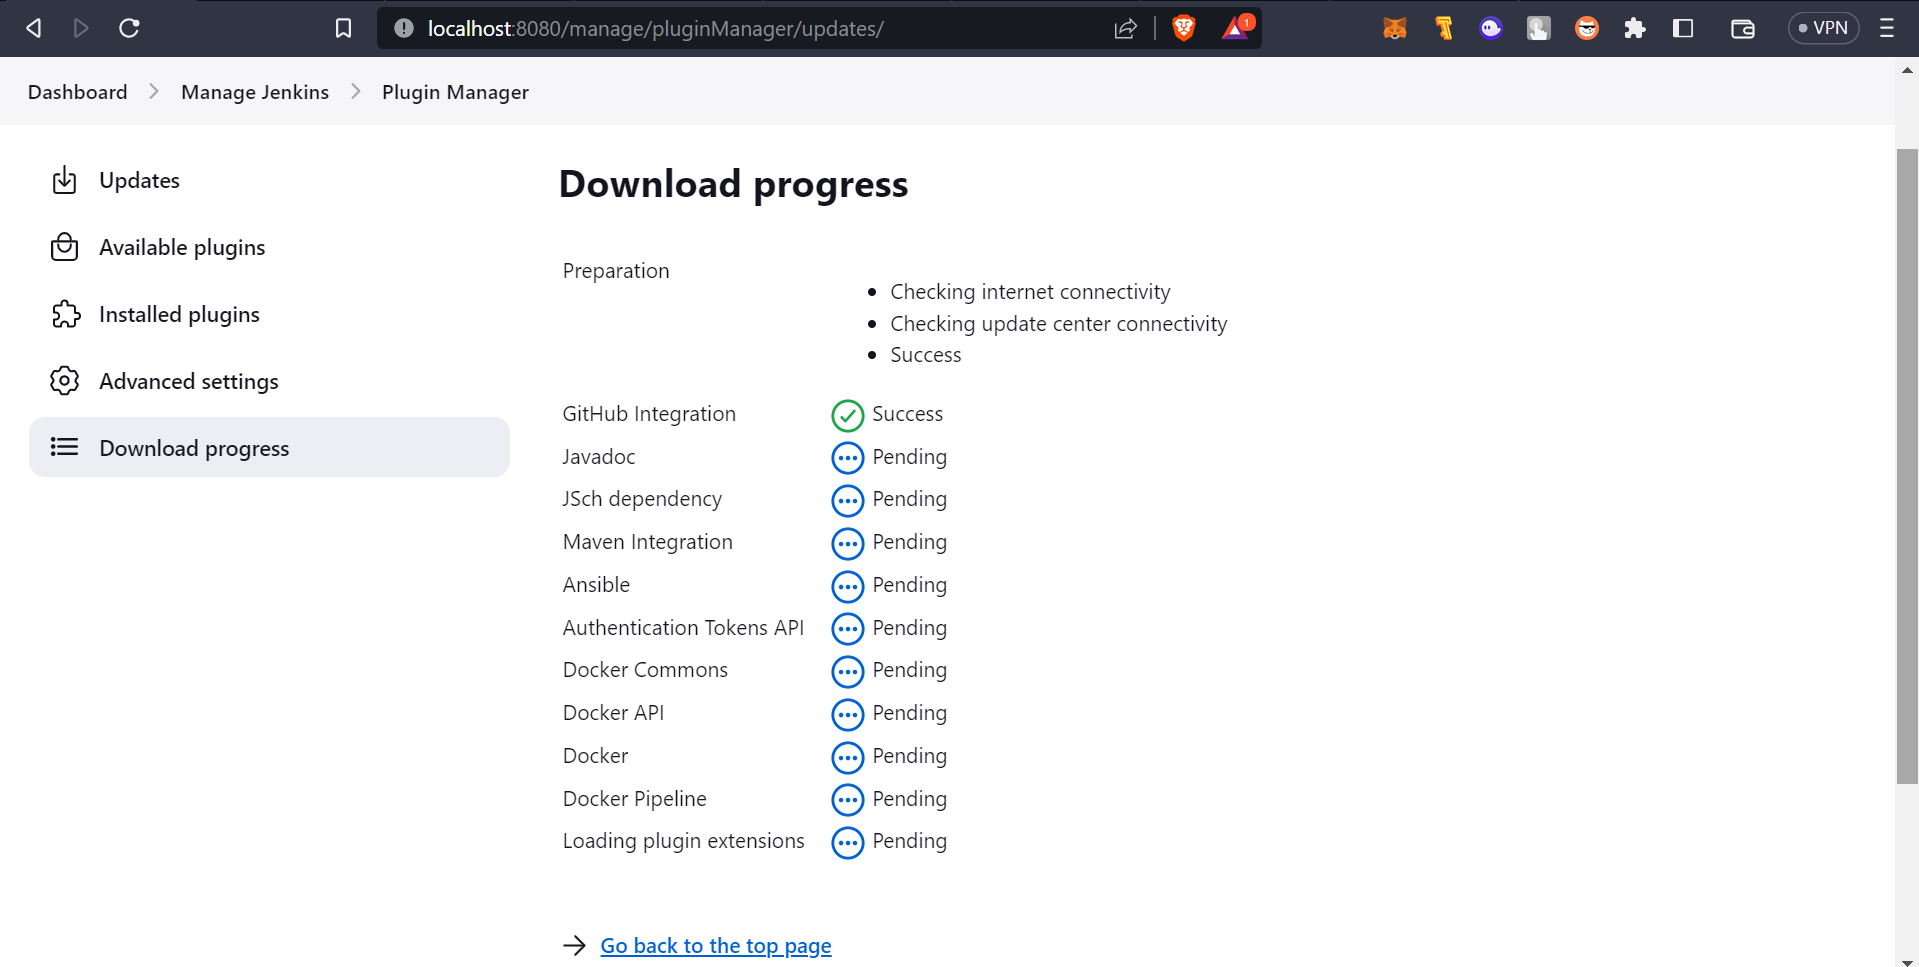 localhost:8080/manage/pluginManager/updates/
1
VPN
Dashboard > Manage Jenkins > Plugin Manager
Updates
Available plugins
Installed plugins
Advanced settings
Download progress
Download progress
Preparation
• Checking internet connectivity
• Checking update center connectivity
• Success
GitHub Integration Success
Javadoc Pending
JSch dependency Pending
Maven Integration Pending
Ansible Pending
Authentication Tokens API Pending
Docker Commons Pending
Docker API Pending
Docker Pending
Docker Pipeline Pending
Loading plugin extensions Pending
→ Go back to the top page